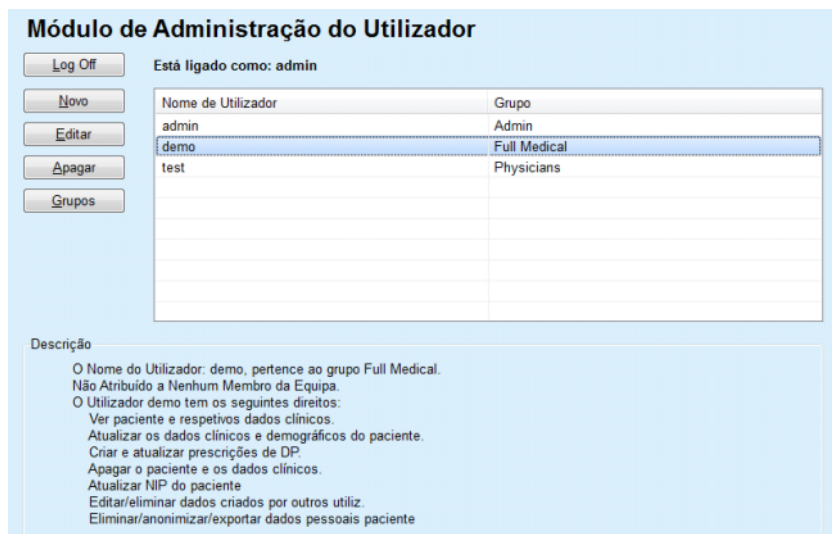 Módulo de Administração do Utilizador
Log Off
Está ligado como: admin
Novo
Editar
Apagar
Grupos
Nome de Utilizador Grupo
admin Admin
demo Full Medical
test Physicians
Descrição
O Nome do Utilizador: demo, pertence ao grupo Full Medical.
Não Atribuído a Nenhum Membro da Equipa.
O Utilizador demo tem os seguintes direitos:
Ver paciente e respetivos dados clínicos.
Atualizar os dados clínicos e demográficos do paciente.
Criar e atualizar prescrições de DP.
Apagar o paciente e os dados clínicos.
Atualizar NIP do paciente
Editar/eliminar dados criados por outros utiliz.
Eliminar/anonimizar/exportar dados pessoais paciente